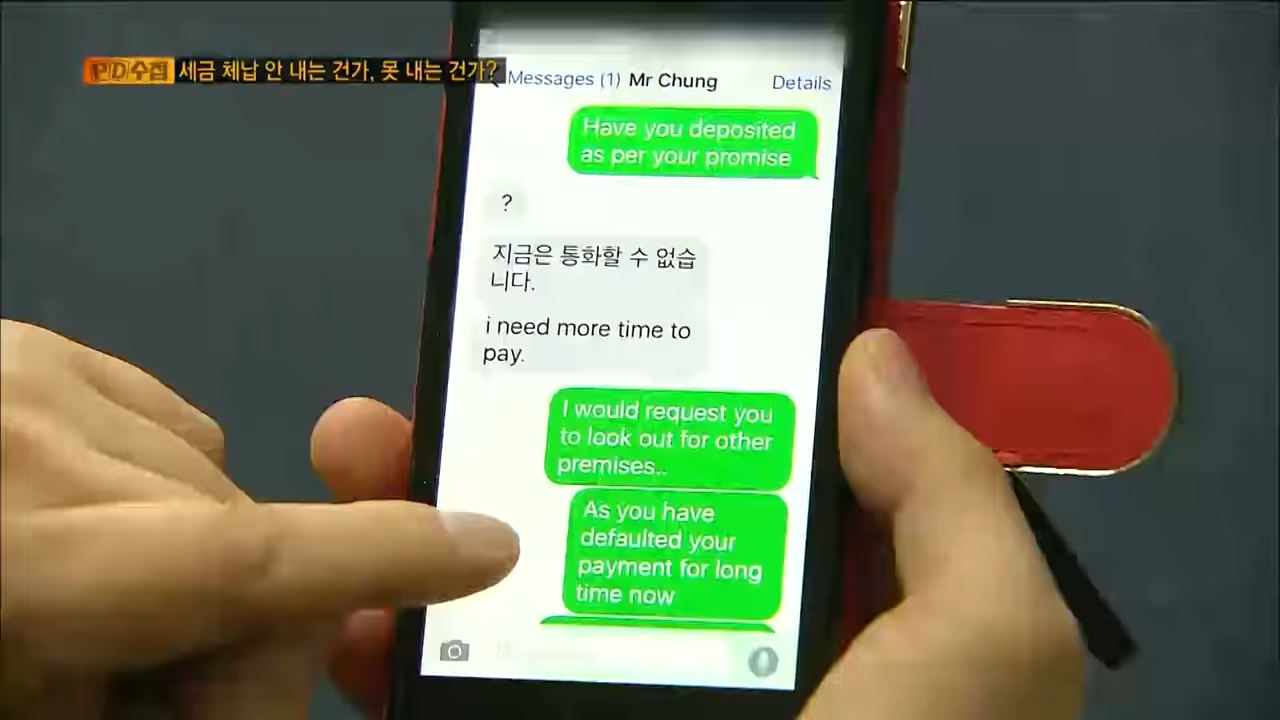 PD수첩 세금 체납 안 내는 건가, 못 내는 건가?
Messages (1) Mr Chung Details
Have you deposited
as per your promise
?
지금은 통화할 수 없습
니다.
i need more time to
pay.
I would request you
to look out for other
premises..
As you have
defaulted your
payment for long
time now